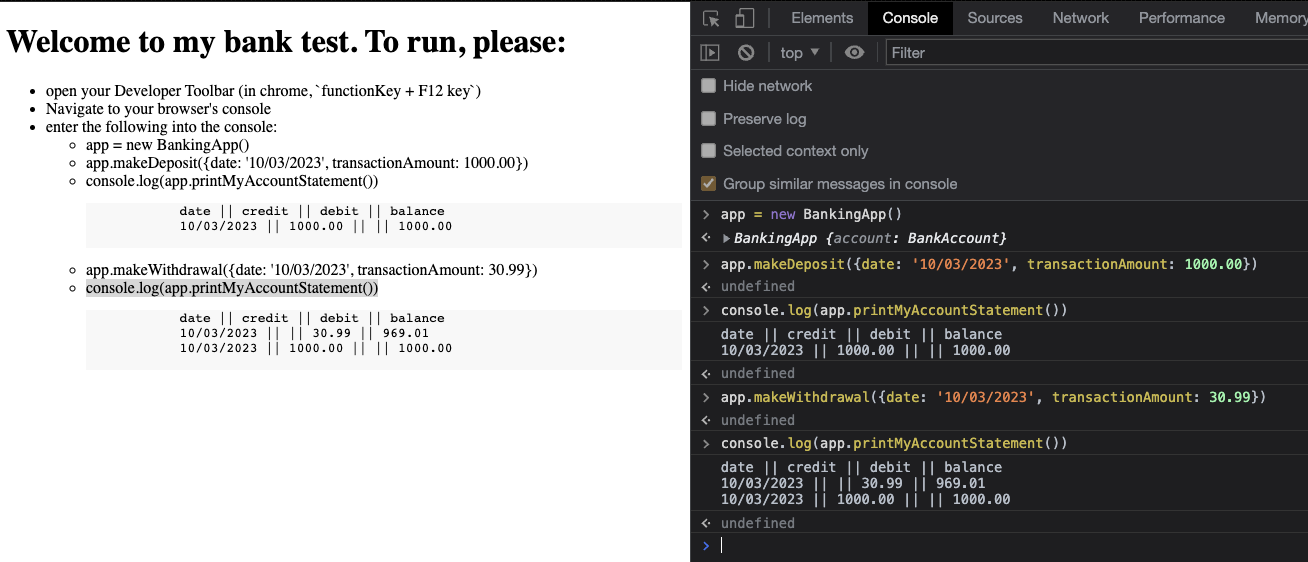 Welcome to my bank test. To run, please:
open your Developer Toolbar (in chrome, `functionKey + F12 key`)
Navigate to your browser's console
enter the following into the console:
app = new BankingApp()
app.makeDeposit({date: '10/03/2023', transactionAmount: 1000.00})
console.log(app.printMyAccountStatement())
date || credit || debit || balance
10/03/2023 || 1000.00 || || 1000.00
app.makeWithdrawal({date: '10/03/2023', transactionAmount: 30.99})
console.log(app.printMyAccountStatement())
date || credit || debit || balance
10/03/2023 || || 30.99 || 969.01
10/03/2023 || 1000.00 || || 1000.00
Elements Console Sources Network Performance Memory
top Filter
Hide network
Preserve log
Selected context only
Group similar messages in console
app = new BankingApp()
BankingApp {account: BankAccount}
app.makeDeposit({date: '10/03/2023', transactionAmount: 1000.00})
undefined
console.log(app.printMyAccountStatement())
date || credit || debit || balance
10/03/2023 || 1000.00 || || 1000.00
undefined
app.makeWithdrawal({date: '10/03/2023', transactionAmount: 30.99})
undefined
console.log(app.printMyAccountStatement())
date || credit || debit || balance
10/03/2023 || || 30.99 || 969.01
10/03/2023 || 1000.00 || || 1000.00
undefined